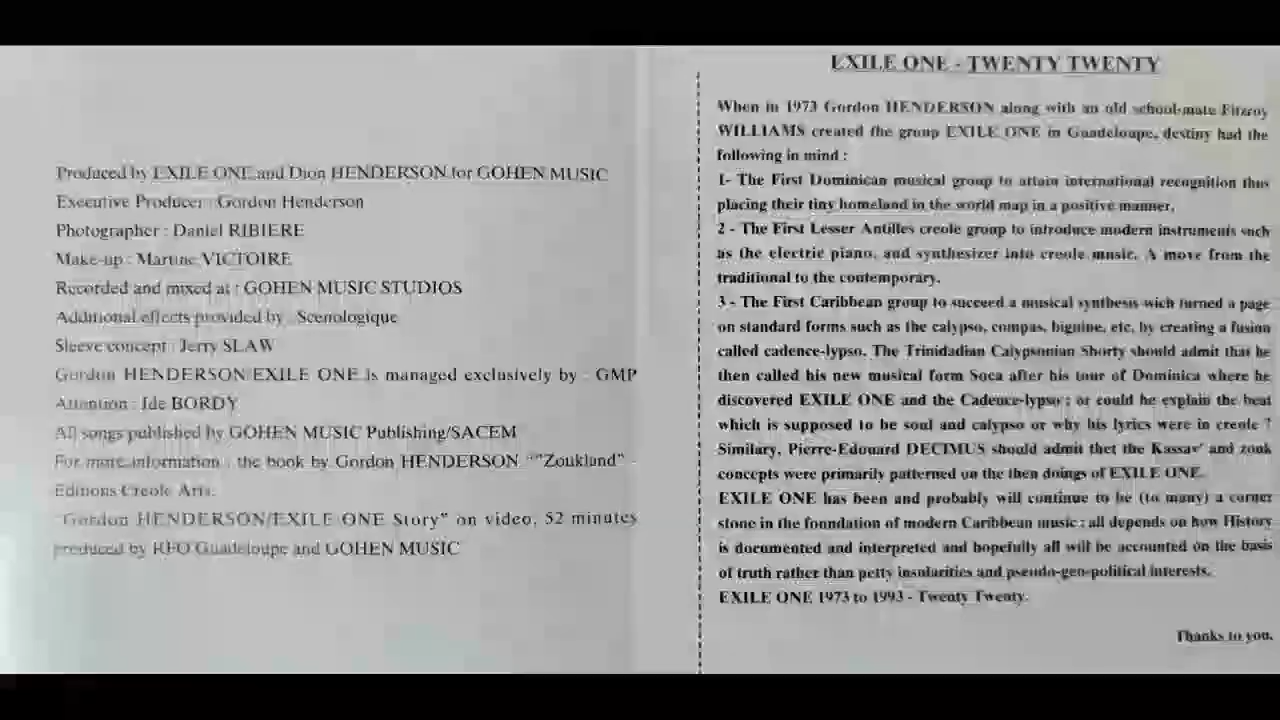 Produced by EXILE ONE and Dion HENDERSON for GOHEN MUSIC
Executive Producer : Gordon Henderson
Photographer : Daniel RIBIERE
Make-up : Martine VICTOIRE
Recorded and mixed at : GOHEN MUSIC STUDIOS
Additional effects provided by : Scenologique
Sleeve concept : Jerry SLAW
Gordon HENDERSON/EXILE ONE is managed exclusively by : GMP
Attention : Ide BORDY
All songs published by GOHEN MUSIC Publishing/SACEM
For more information : the book by Gordon HENDERSON ""Zoukland" -
Editions Creole Arts.
"Gordon HENDERSON/EXILE ONE Story" on video, 52 minutes
produced by RFO Guadeloupe and GOHEN MUSIC
EXILE ONE - TWENTY TWENTY
When in 1973 Gordon HENDERSON along with an old school-mate Fitzroy
WILLIAMS created the group EXILE ONE in Guadeloupe, destiny had the
following in mind :
1- The First Dominican musical group to attain international recognition thus
placing their tiny homeland in the world map in a positive manner.
2 - The First Lesser Antilles creole group to introduce modern instruments such
as the electric piano, and synthesizer into creole music. A move from the
traditional to the contemporary.
3 - The First Caribbean group to succeed a musical synthesis wich turned a page
on standard forms such as the calypso, compas, biguine, etc, by creating a fusion
called cadence-lypso. The Trinidadian Calypsonian Shorty should admit that he
then called his new musical form Soca after his tour of Dominica where he
discovered EXILE ONE and the Cadence-lypso ; or could he explain the beat
which is supposed to be soul and calypso or why his lyrics were in creole ?
Similary, Pierre-Edouard DECIMUS should admit thet the Kassav' and zouk
concepts were primarily patterned on the then doings of EXILE ONE.
EXILE ONE has been and probably will continue to be (to many) a corner
stone in the foundation of modern Caribbean music ; all depends on how History
is documented and interpreted and hopefully all will be accounted on the basis
of truth rather than petty insularities and pseudo-geo-political interests.
EXILE ONE 1973 to 1993 - Twenty Twenty.
Thanks to you.